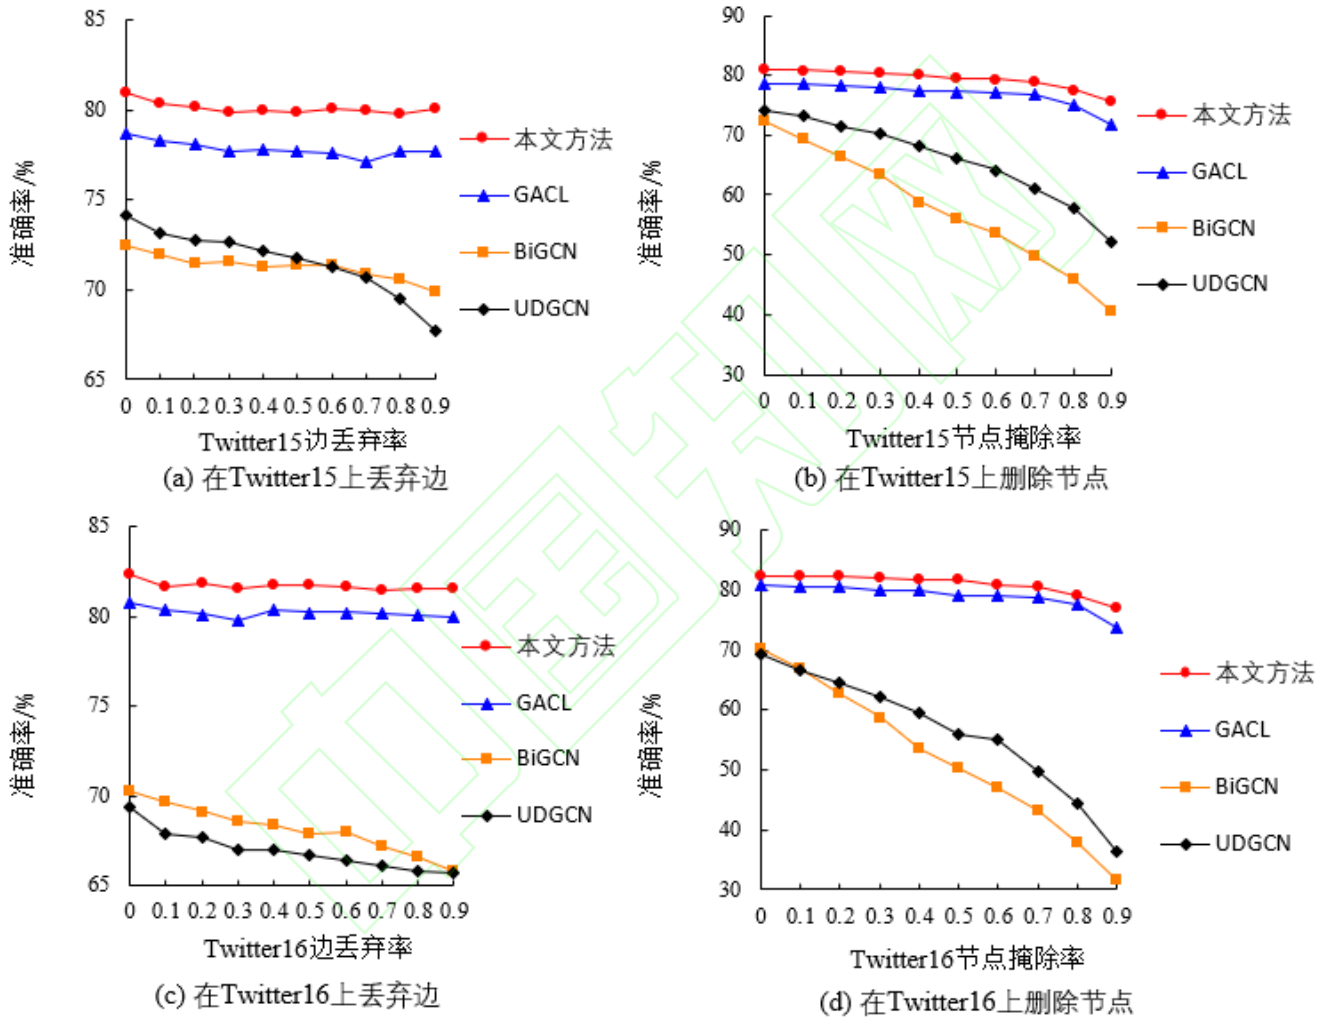 85
80
75
70
65
准确率/%
0 0.1 0.2 0.3 0.4 0.5 0.6 0.7 0.8 0.9
Twitter15边丢弃率
本文方法
GACL
BiGCN
UDGCN
(a) 在Twitter15上丢弃边
90
80
70
60
50
40
30
准确率/%
0 0.1 0.2 0.3 0.4 0.5 0.6 0.7 0.8 0.9
Twitter15节点掩除率
本文方法
GACL
BiGCN
UDGCN
(b) 在Twitter15上删除节点
85
80
75
70
65
准确率/%
0 0.1 0.2 0.3 0.4 0.5 0.6 0.7 0.8 0.9
Twitter16边丢弃率
本文方法
GACL
BiGCN
UDGCN
(c) 在Twitter16上丢弃边
90
80
70
60
50
40
30
准确率/%
0 0.1 0.2 0.3 0.4 0.5 0.6 0.7 0.8 0.9
Twitter16节点掩除率
本文方法
GACL
BiGCN
UDGCN
(d) 在Twitter16上删除节点
中国知网